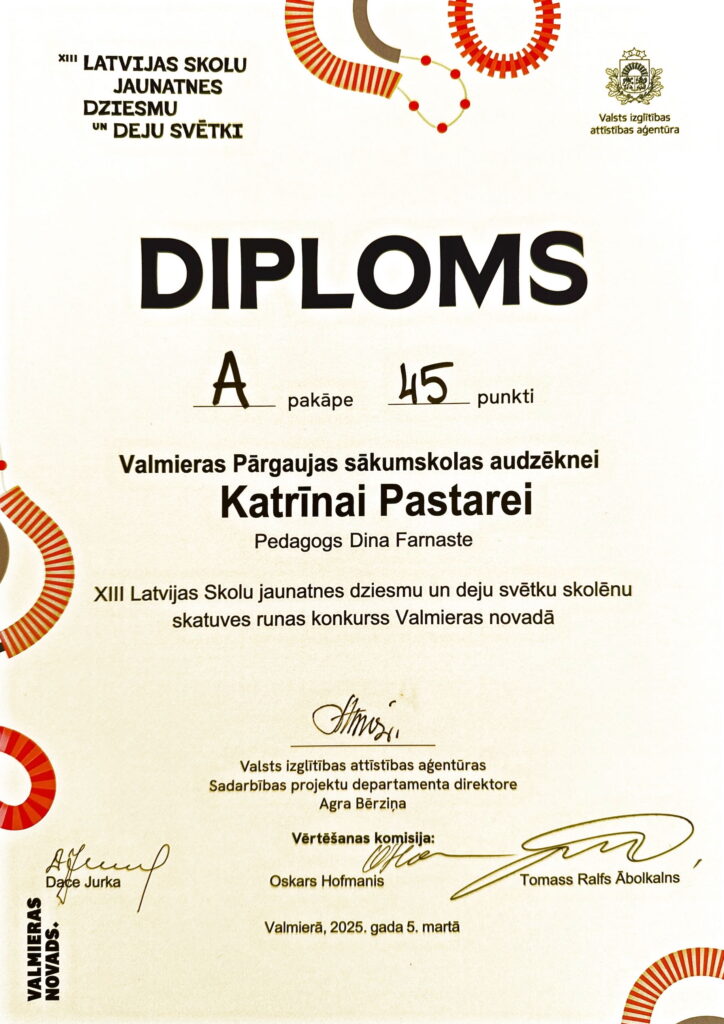 XIII LATVIJAS SKOLU
JAUNATNES
DZIESMU
UN DEJU SVĒTKI
Valsts izglītības
attīstības aģentūra
DIPLOMS
A pakāpe 45 punkti
Valmieras Pārgaujas sākumskolas audzēknei
Katrīnai Pastarei
Pedagogs Dina Farnaste
XIII Latvijas Skolu jaunatnes dziesmu un deju svētku skolēnu
skatuves runas konkurss Valmieras novadā
Valsts izglītības attīstības aģentūras
Sadarbības projektu departamenta direktore
Agra Bērziņa
Vērtēšanas komisija:
Dace Jurka
Oskars Hofmanis
Tomass Ralfs Ābolkalns
Valmierā, 2025. gada 5. martā
VALMIERAS
NOVADS.